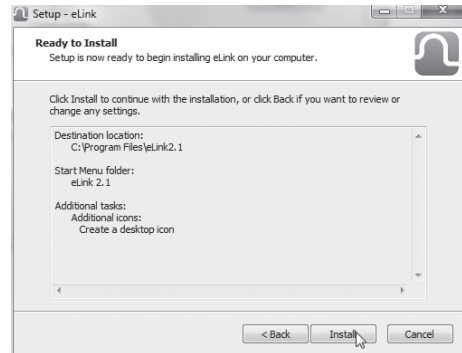 Setup - eLink
Ready to Install
Setup is now ready to begin installing eLink on your computer.
Click Install to continue with the installation, or click Back if you want to review or
change any settings.
Destination location:
C:\Program Files\eLink2.1
Start Menu folder:
eLink 2.1
Additional tasks:
Additional icons:
Create a desktop icon
< Back
Install
Cancel